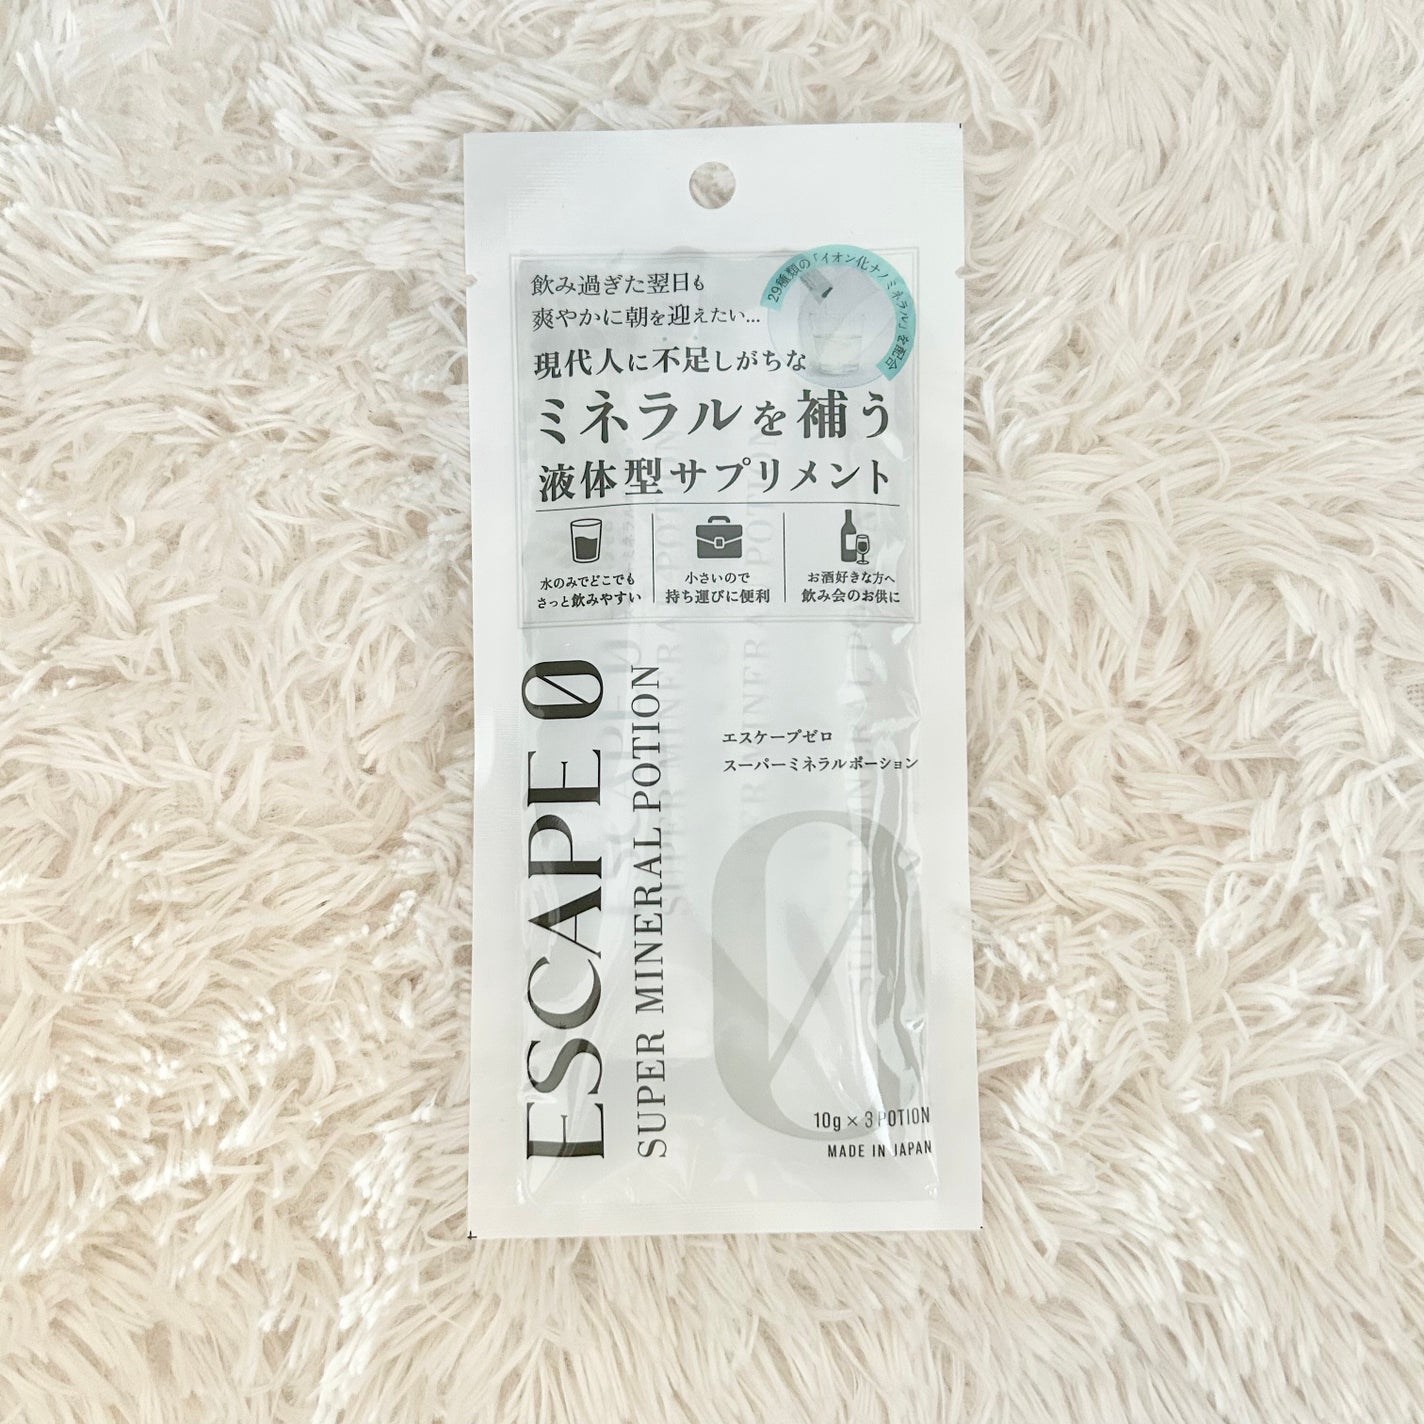 飲み過ぎた翌日も
爽やかに朝を迎えたい...
29種類の「イオン化ナノミネラル」を配合
現代人に不足しがちな
ミネラルを補う
液体型サプリメント
水のみでどこでも
さっと飲みやすい
小さいので
持ち運びに便利
お酒好きな方へ
飲み会のお供に
ESCAPE 0
SUPER MINERAL POTION
エスケープゼロ
スーパーミネラルポーション
0
10g × 3 POTION
MADE IN JAPAN